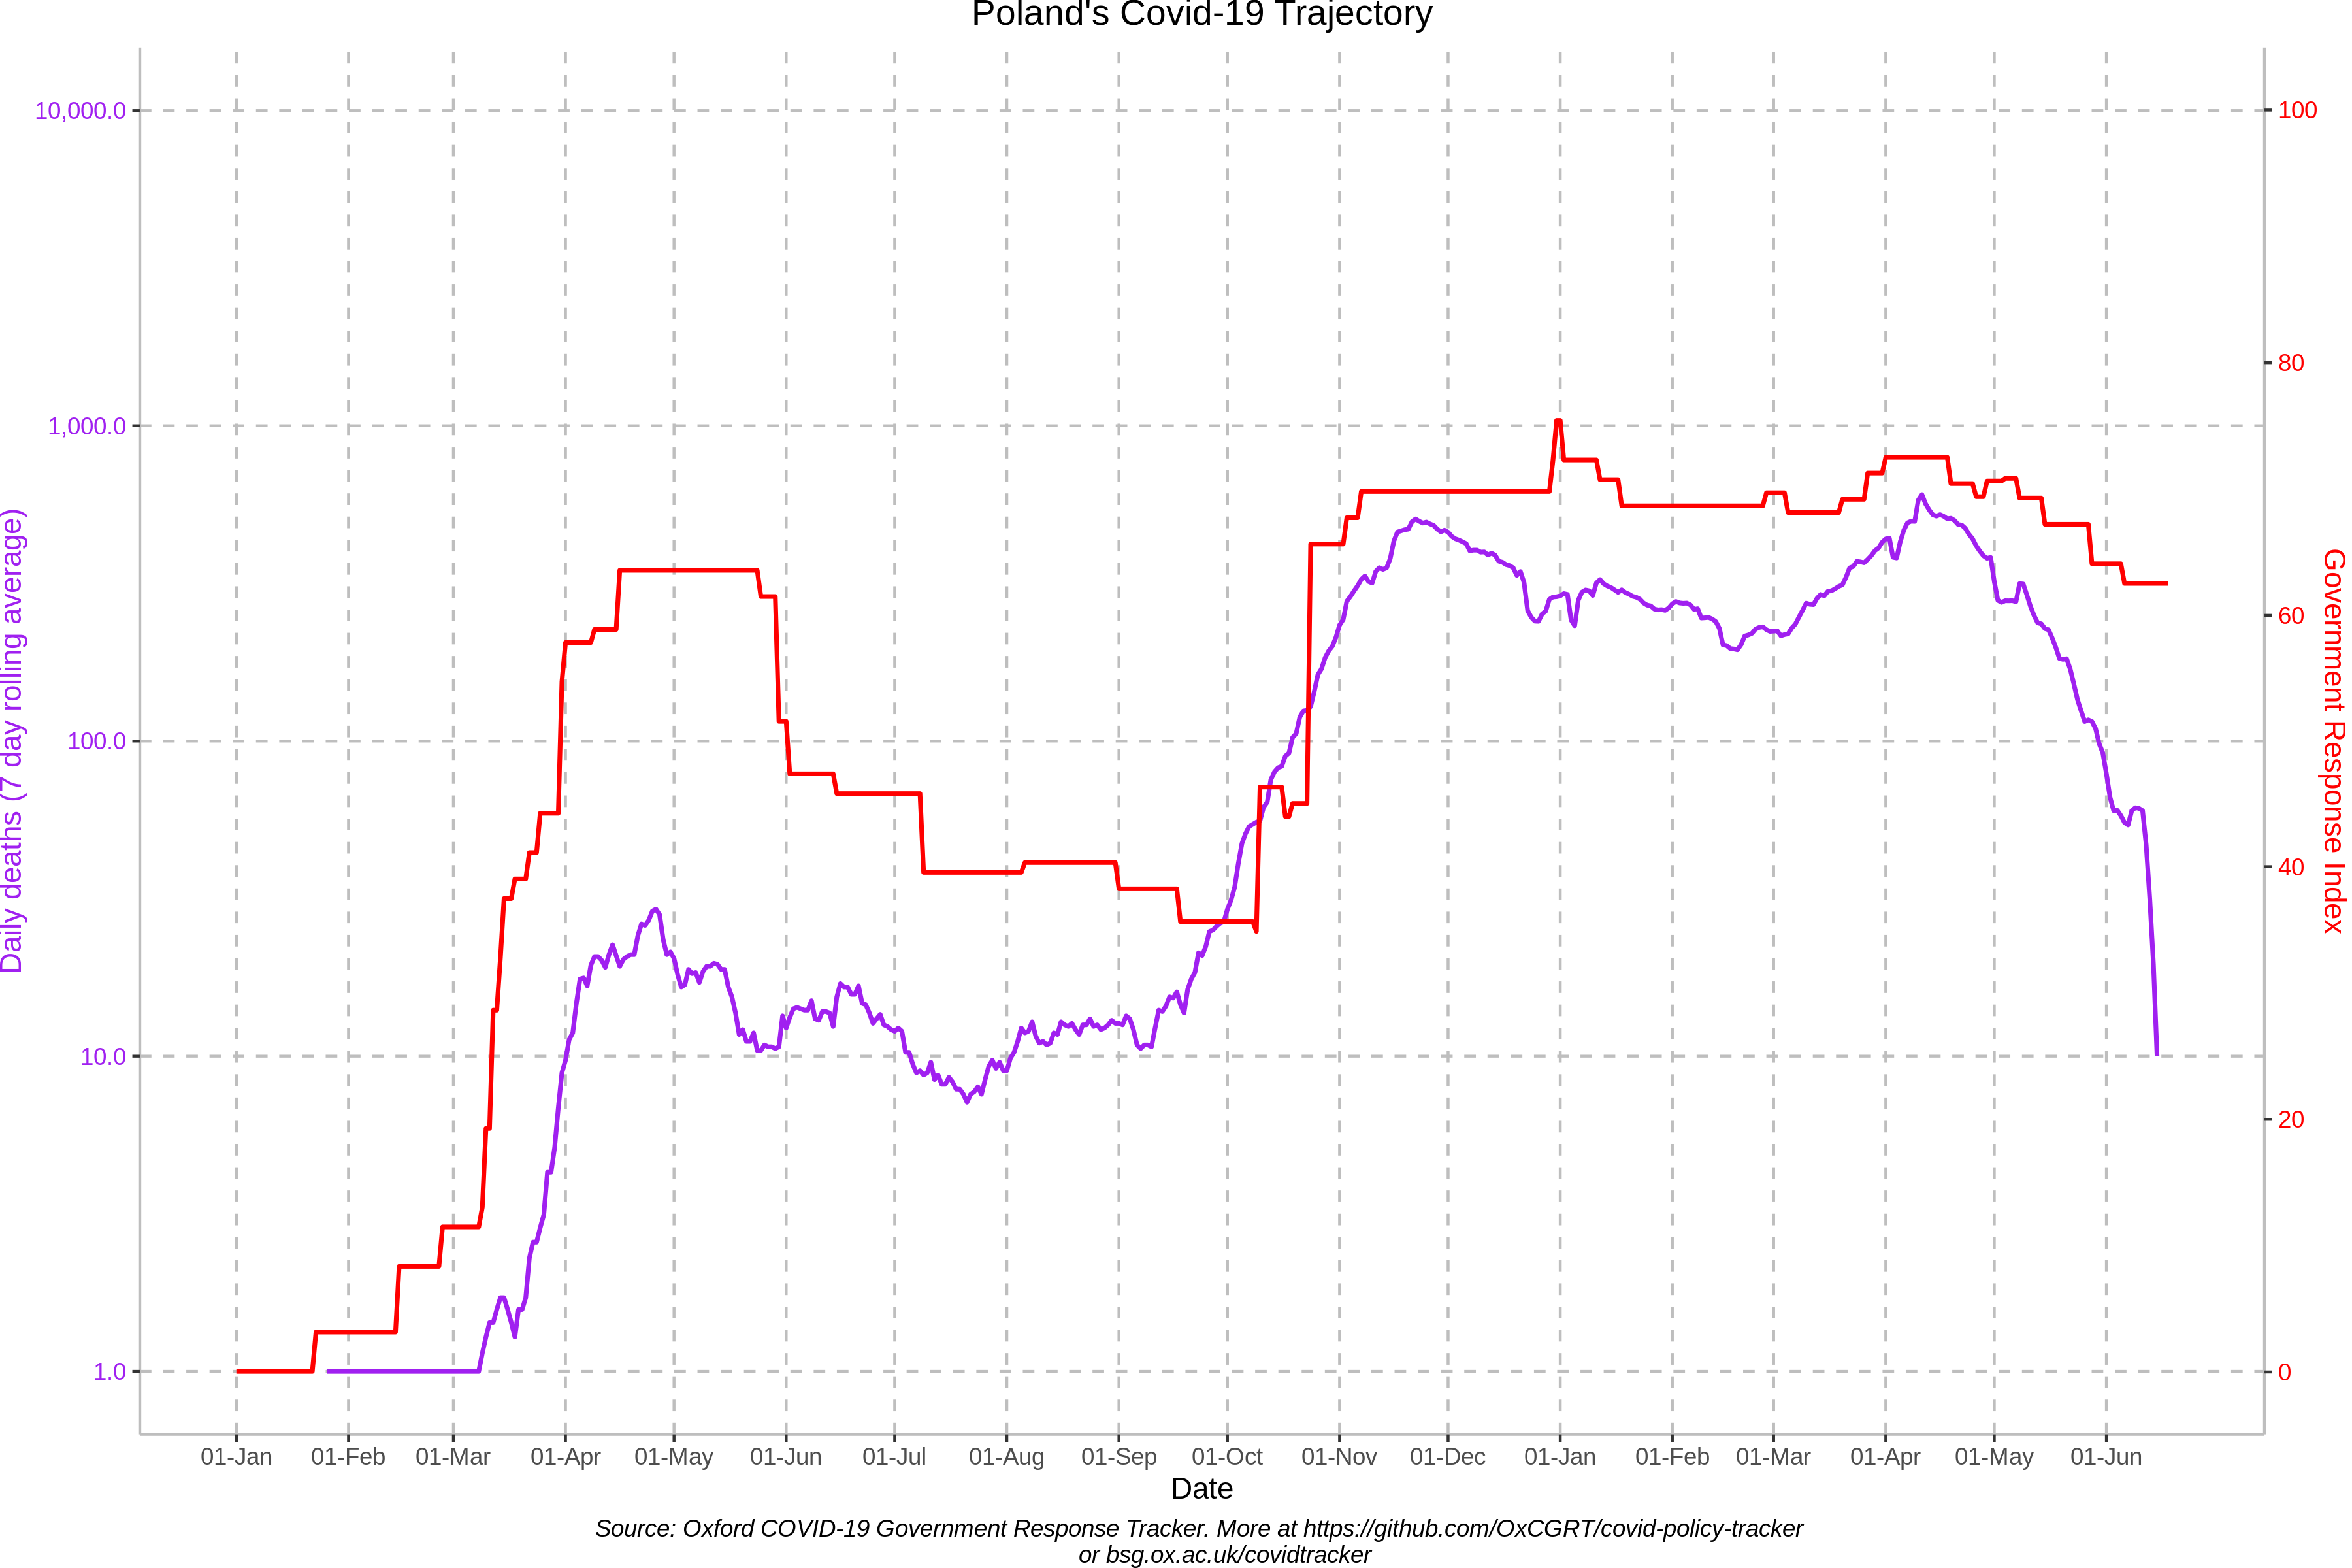 Poland's Covid-19 Trajectory
10,000.0
1,000.0
100.0
10.0
1.0
Daily deaths (7 day rolling average)
100
80
60
40
20
0
Government Response Index
01-Jan 01-Feb 01-Mar 01-Apr 01-May 01-Jun 01-Jul 01-Aug 01-Sep 01-Oct 01-Nov 01-Dec 01-Jan 01-Feb 01-Mar 01-Apr 01-May 01-Jun
Date
Source: Oxford COVID-19 Government Response Tracker. More at https://github.com/OxCGRT/covid-policy-tracker
or bsg.ox.ac.uk/covidtracker